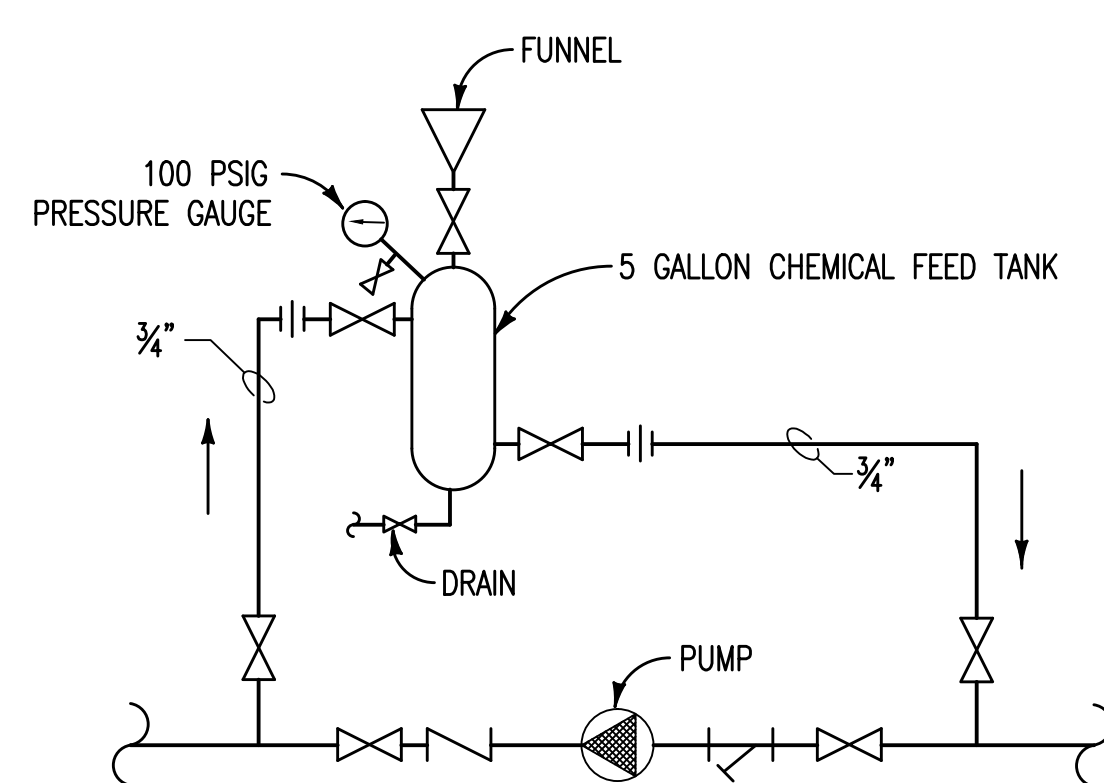 FUNNEL
100 PSIG
PRESSURE GAUGE
5 GALLON CHEMICAL FEED TANK
3/4"
3/4"
DRAIN
PUMP